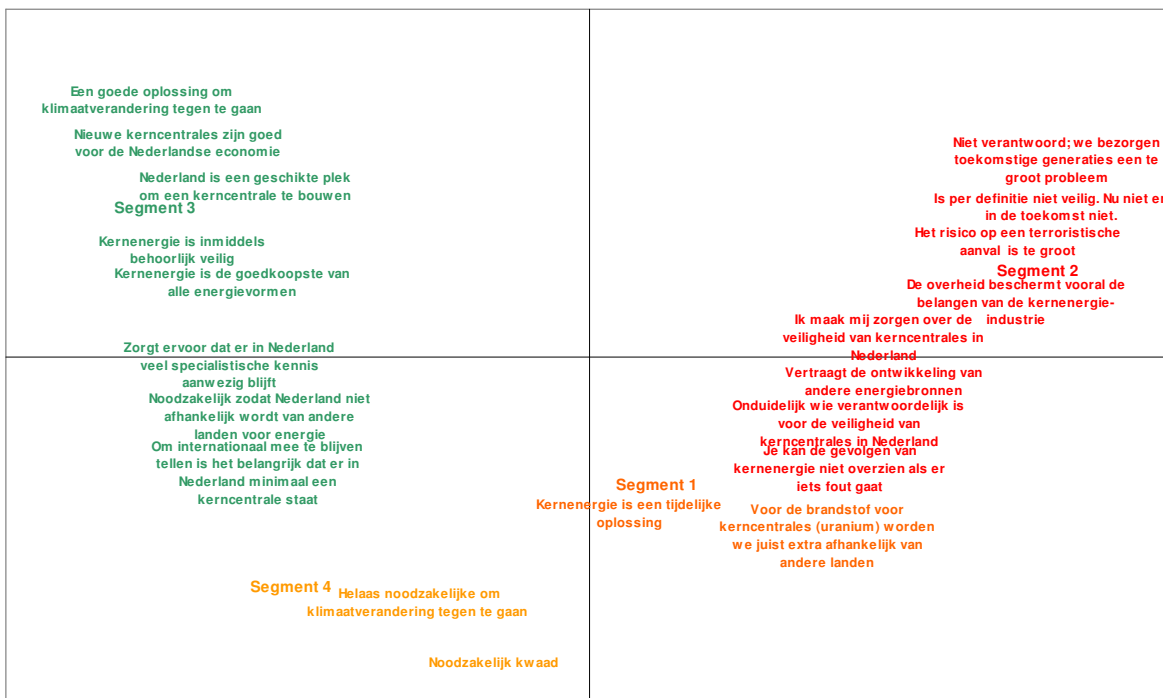 Een goede oplossing om
klimaatverandering tegen te gaan
Nieuwe kerncentrales zijn goed
voor de Nederlandse economie
Nederland is een geschikte plek
om een kerncentrale te bouwen
Segment 3
Kernenergie is inmiddels
behoorlijk veilig
Kernenergie is de goedkoopste van
alle energievormen
Zorgt ervoor dat er in Nederland
veel specialistische kennis
aanwezig blijft
Noodzakelijk zodat Nederland niet
afhankelijk wordt van andere
landen voor energie
Om internationaal mee te blijven
tellen is het belangrijk dat er in
Nederland minimaal een
kerncentrale staat
Segment 4
Helaas noodzakelijke om
klimaatverandering tegen te gaan
Noodzakelijk kwaad
Niet verantwoord; we bezorgen
toekomstige generaties een te
groot probleem
Is per definitie niet veilig. Nu niet en
in de toekomst niet.
Het risico op een terroristische
aanval is te groot
Segment 2
De overheid beschermt vooral de
belangen van de kernenergie-
industrie
Ik maak mij zorgen over de
veiligheid van kerncentrales in
Nederland
Vertraagt de ontwikkeling van
andere energiebronnen
Onduidelijk wie verantwoordelijk is
voor de veiligheid van
kerncentrales in Nederland
Je kan de gevolgen van
kernenergie niet overzien als er
iets fout gaat
Segment 1
Kernenergie is een tijdelijke
oplossing
Voor de brandstof voor
kerncentrales (uranium) worden
we juist extra afhankelijk van
andere landen